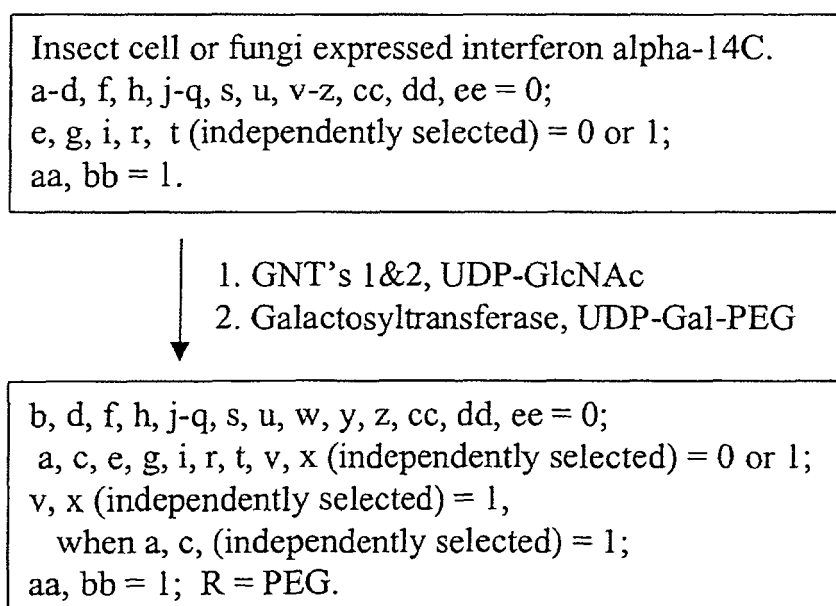 Insect cell or fungi expressed interferon alpha-14C.
a-d, f, h, j-q, s, u, v-z, cc, dd, ee = 0;
e, g, i, r, t (independently selected) = 0 or 1;
aa, bb = 1.
1. GNT's 1&2, UDP-GlcNAc
2. Galactosyltransferase, UDP-Gal-PEG
b, d, f, h, j-q, s, u, w, y, z, cc, dd, ee = 0;
a, c, e, g, i, r, t, v, x (independently selected) = 0 or 1;
v, x (independently selected) = 1,
when a, c, (independently selected) = 1;
aa, bb = 1; R = PEG.